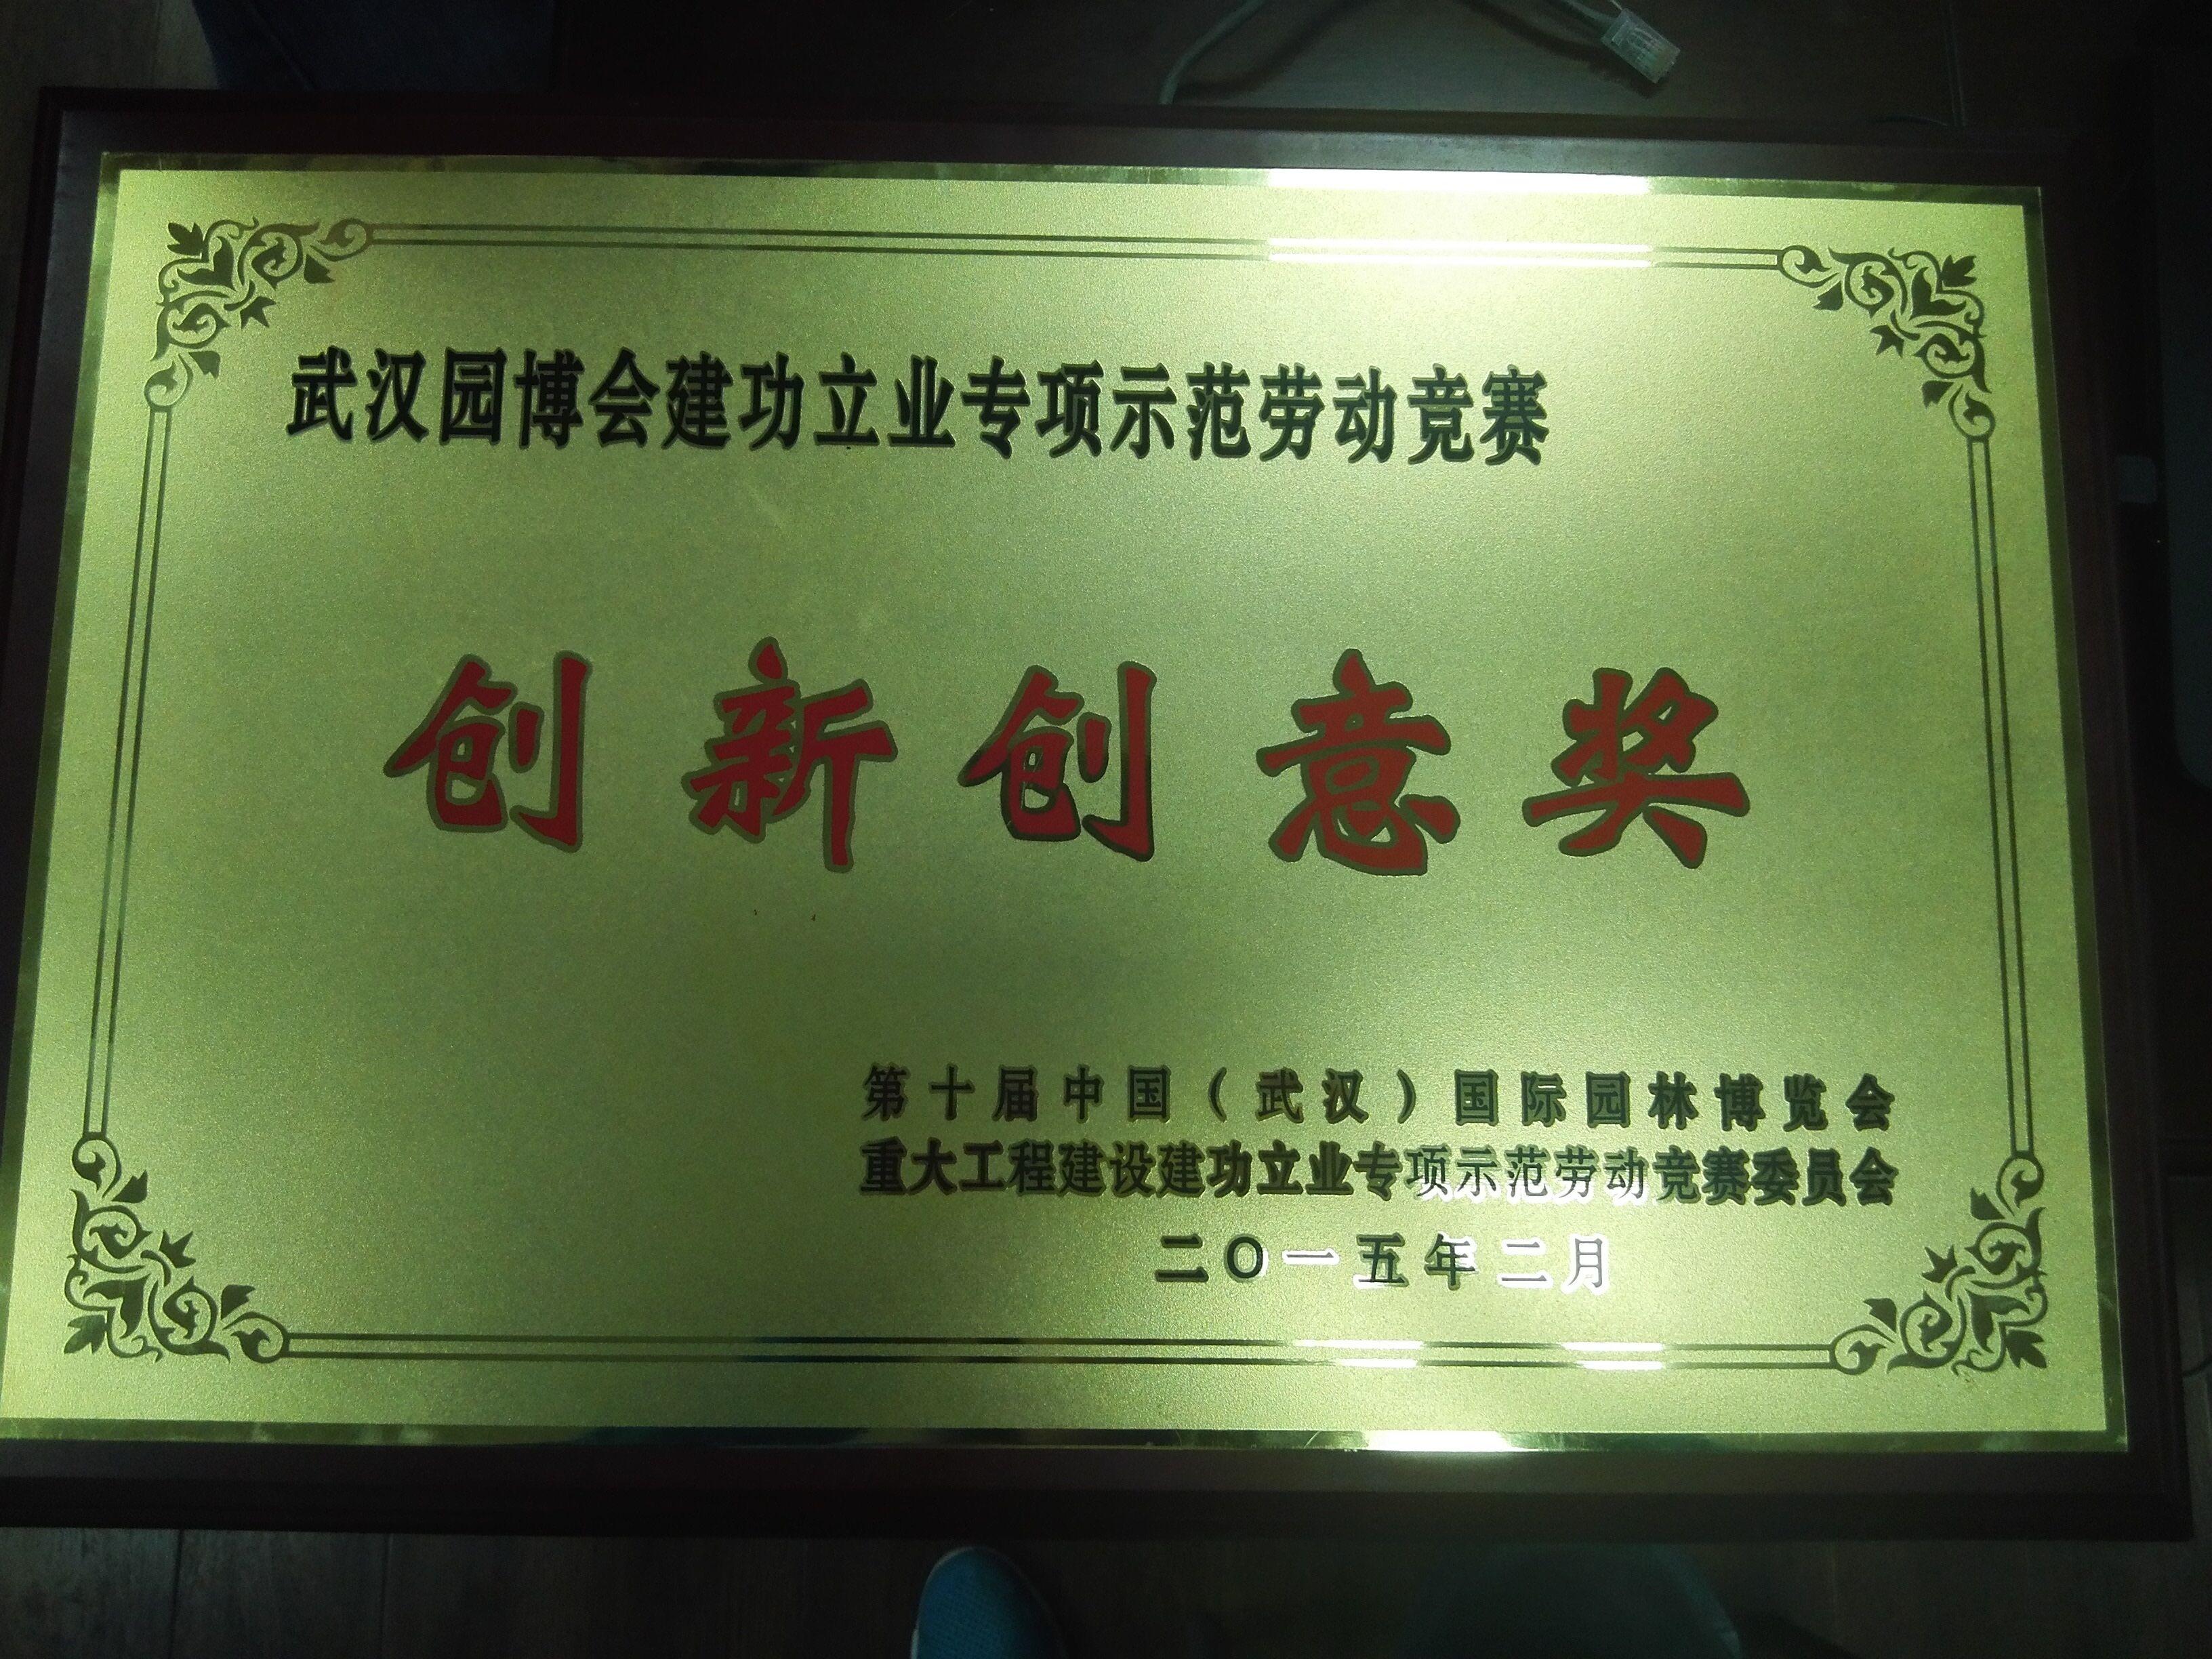 武汉园博会建功立业专项示范劳动竞赛
创新创意奖
第十届中国（武汉）国际园林博览会
重大工程建设建功立业专项示范劳动竞赛委员会
二〇一五年二月